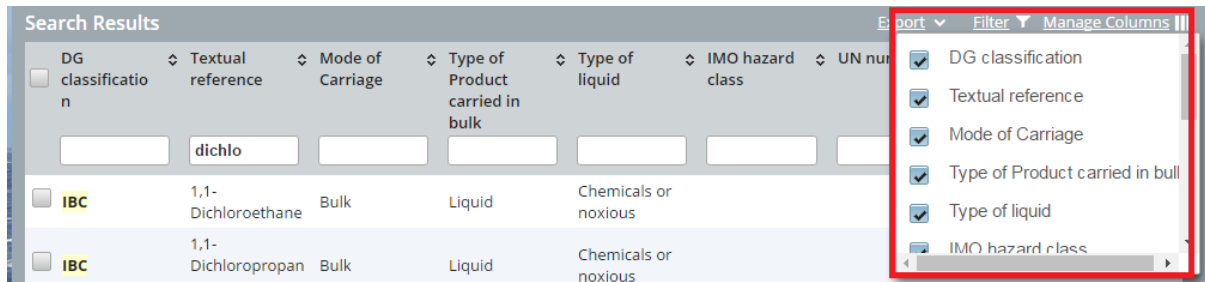 Search Results Export Filter Manage Columns
DG classificatio n Textual reference Mode of Carriage Type of Product carried in bulk Type of liquid IMO hazard class UN nur
dichlo
IBC 1,1- Dichloroethane Bulk Liquid Chemicals or noxious
IBC 1,1- Dichloropropan Bulk Liquid Chemicals or noxious
DG classification
Textual reference
Mode of Carriage
Type of Product carried in bul
Type of liquid
IMO hazard class